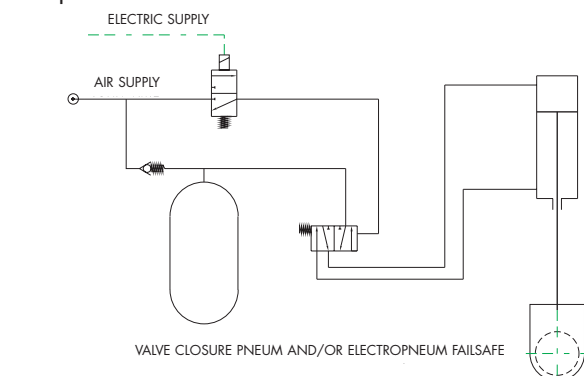 ELECTRIC SUPPLY
AIR SUPPLY
VALVE CLOSURE PNEUM AND/OR ELECTROPNEUM FAILSAFE